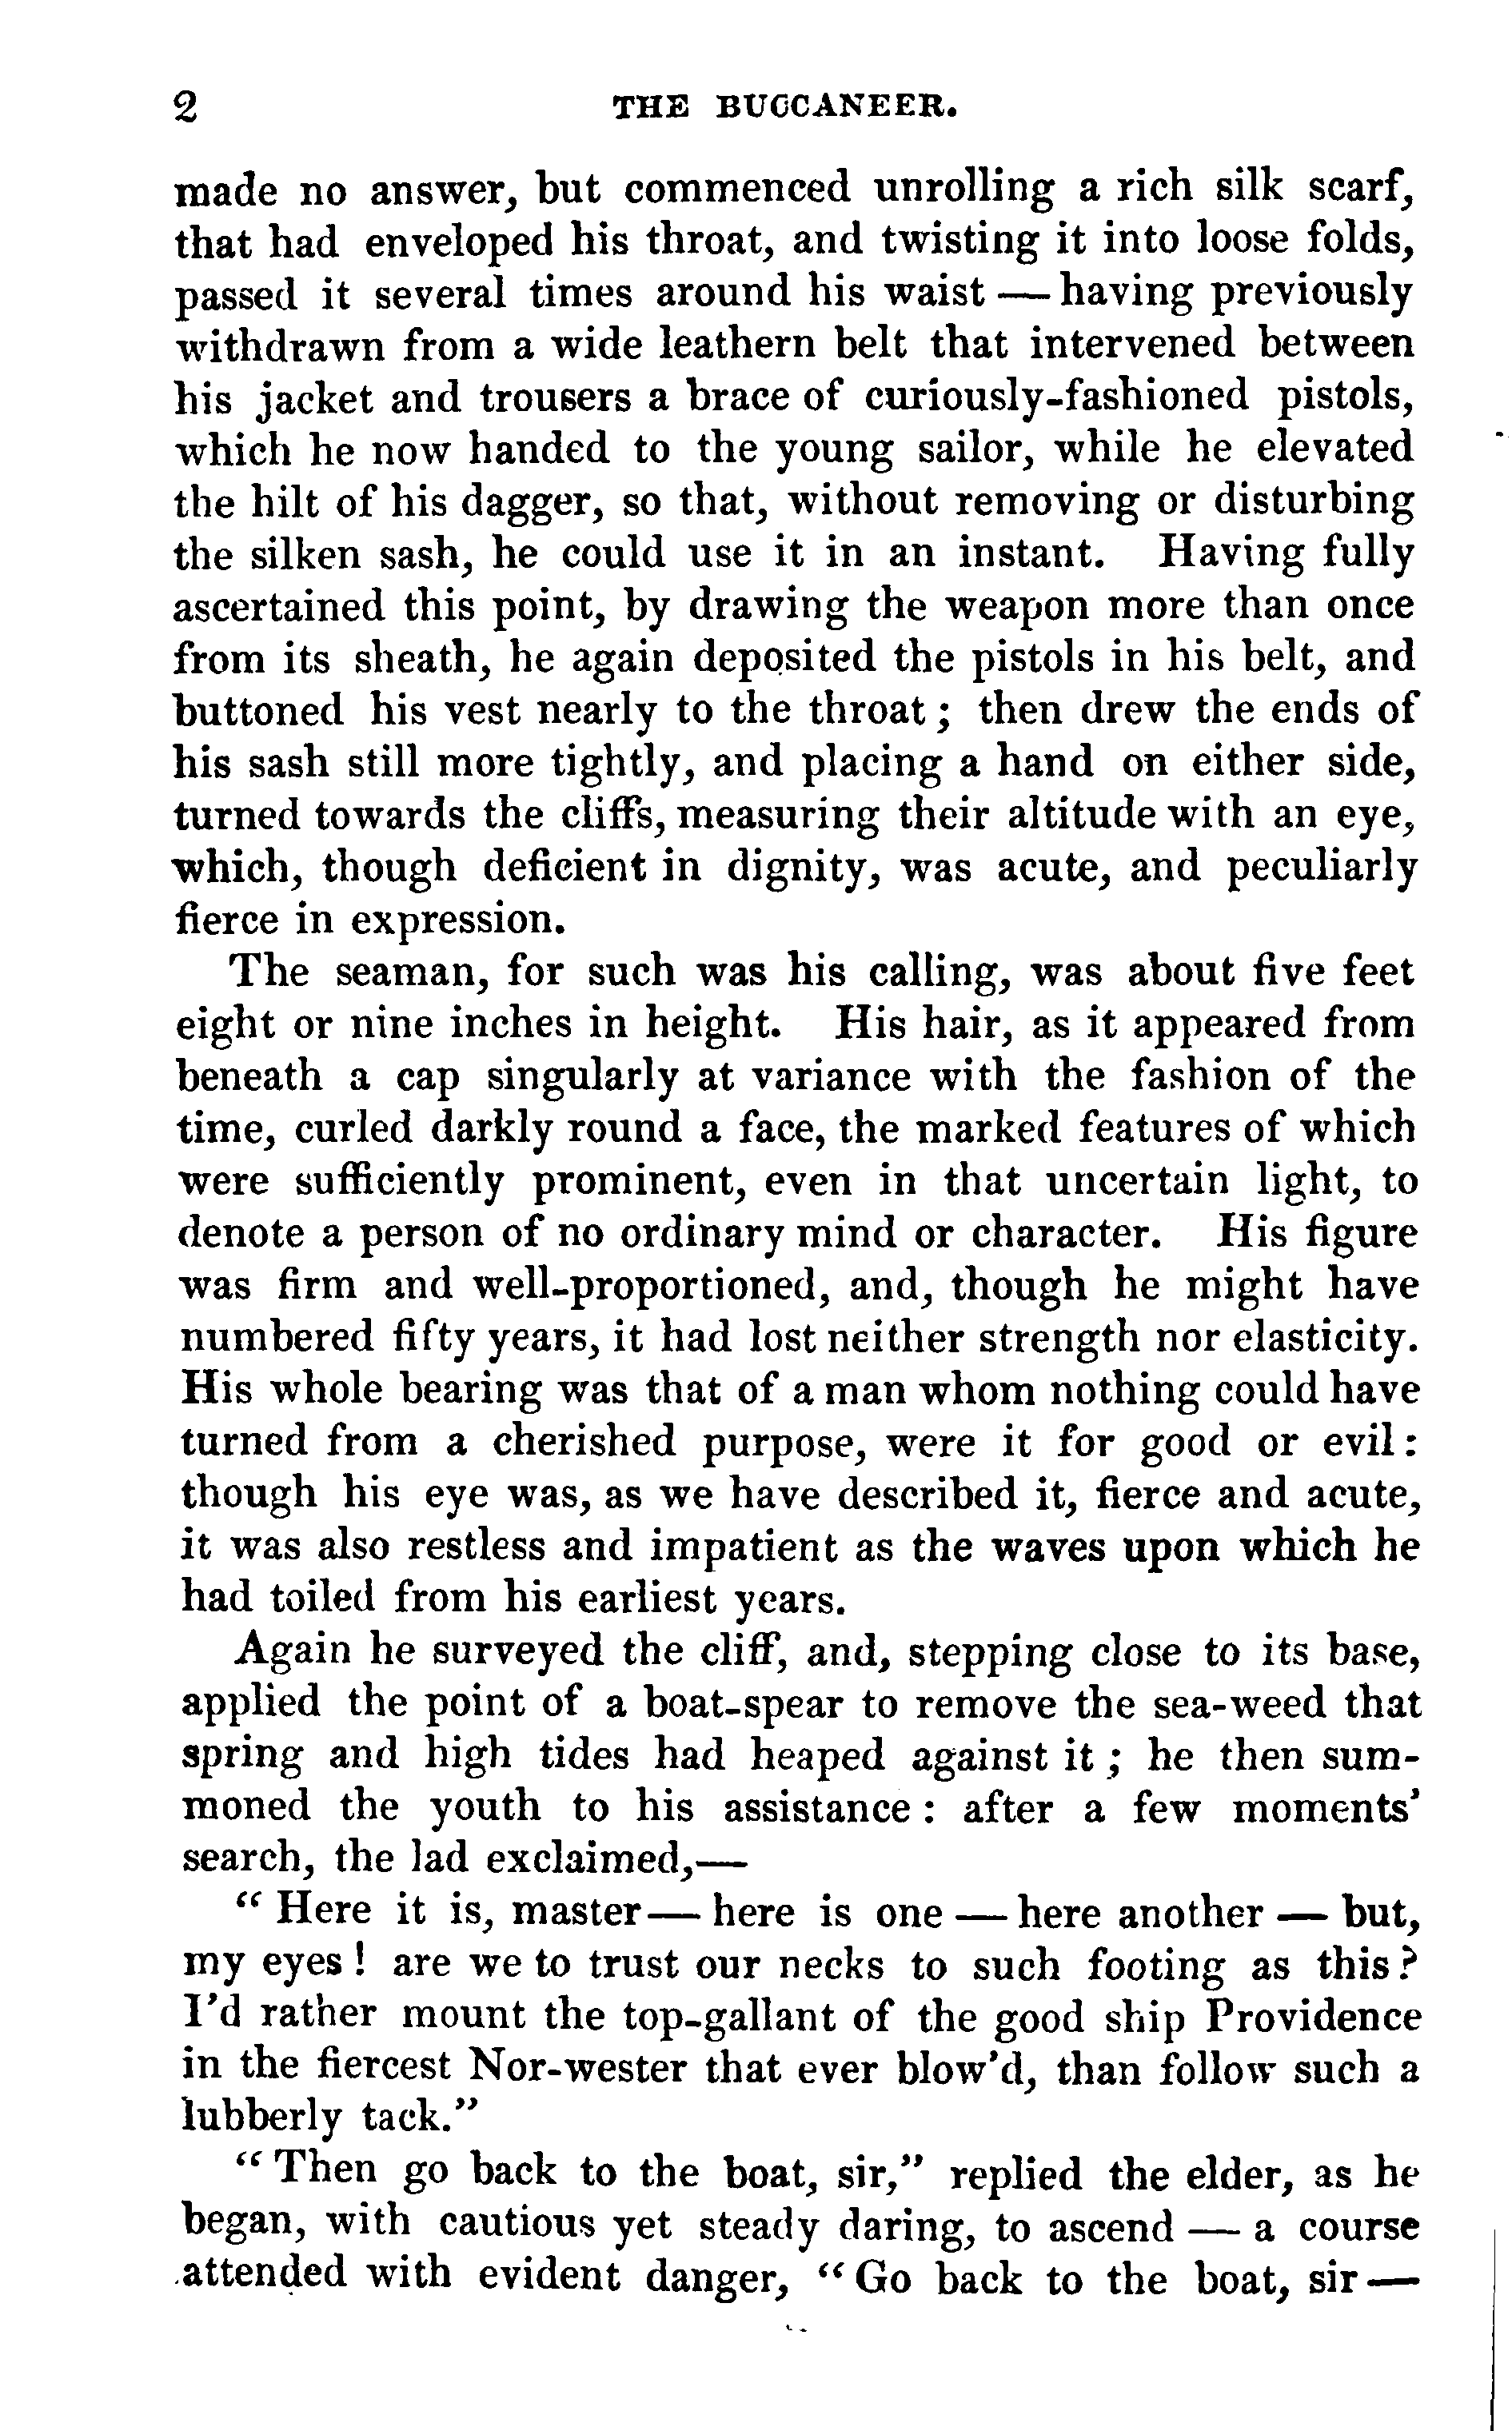 2 THE BUCCANEER.
made no answer, but commenced unrolling a rich silk scarf,
that had enveloped his throat, and twisting it into loose folds,
passed it several times around his waist — having previously
withdrawn from a wide leathern belt that intervened between
his jacket and trousers a brace of curiously-fashioned pistols,
which he now handed to the young sailor, while he elevated
the hilt of his dagger, so that, without removing or disturbing
the silken sash, he could use it in an instant. Having fully
ascertained this point, by drawing the weapon more than once
from its sheath, he again deposited the pistols in his belt, and
buttoned his vest nearly to the throat ; then drew the ends of
his sash still more tightly, and placing a hand on either side,
turned towards the cliffs, measuring their altitude with an eye,
which, though deficient in dignity, was acute, and peculiarly
fierce in expression.
The seaman, for such was his calling, was about five feet
eight or nine inches in height. His hair, as it appeared from
beneath a cap singularly at variance with the fashion of the
time, curled darkly round a face, the marked features of which
were sufficiently prominent, even in that uncertain light, to
denote a person of no ordinary mind or character. His figure
was firm and well-proportioned, and, though he might have
numbered fifty years, it had lost neither strength nor elasticity.
His whole bearing was that of a man whom nothing could have
turned from a cherished purpose, were it for good or evil :
though his eye was, as we have described it, fierce and acute,
it was also restless and impatient as the waves upon which he
had toiled from his earliest years.
Again he surveyed the cliff, and, stepping close to its base,
applied the point of a boat-spear to remove the sea-weed that
spring and high tides had heaped against it ; he then sum-
moned the youth to his assistance : after a few moments'
search, the lad exclaimed,—
“ Here it is, master — here is one — here another — but,
my eyes ! are we to trust our necks to such footing as this ?
I'd rather mount the top-gallant of the good ship Providence
in the fiercest Nor-wester that ever blow'd, than follow such a
lubberly tack.”
“ Then go back to the boat, sir,” replied the elder, as he
began, with cautious yet steady daring, to ascend — a course
attended with evident danger, “ Go back to the boat, sir —